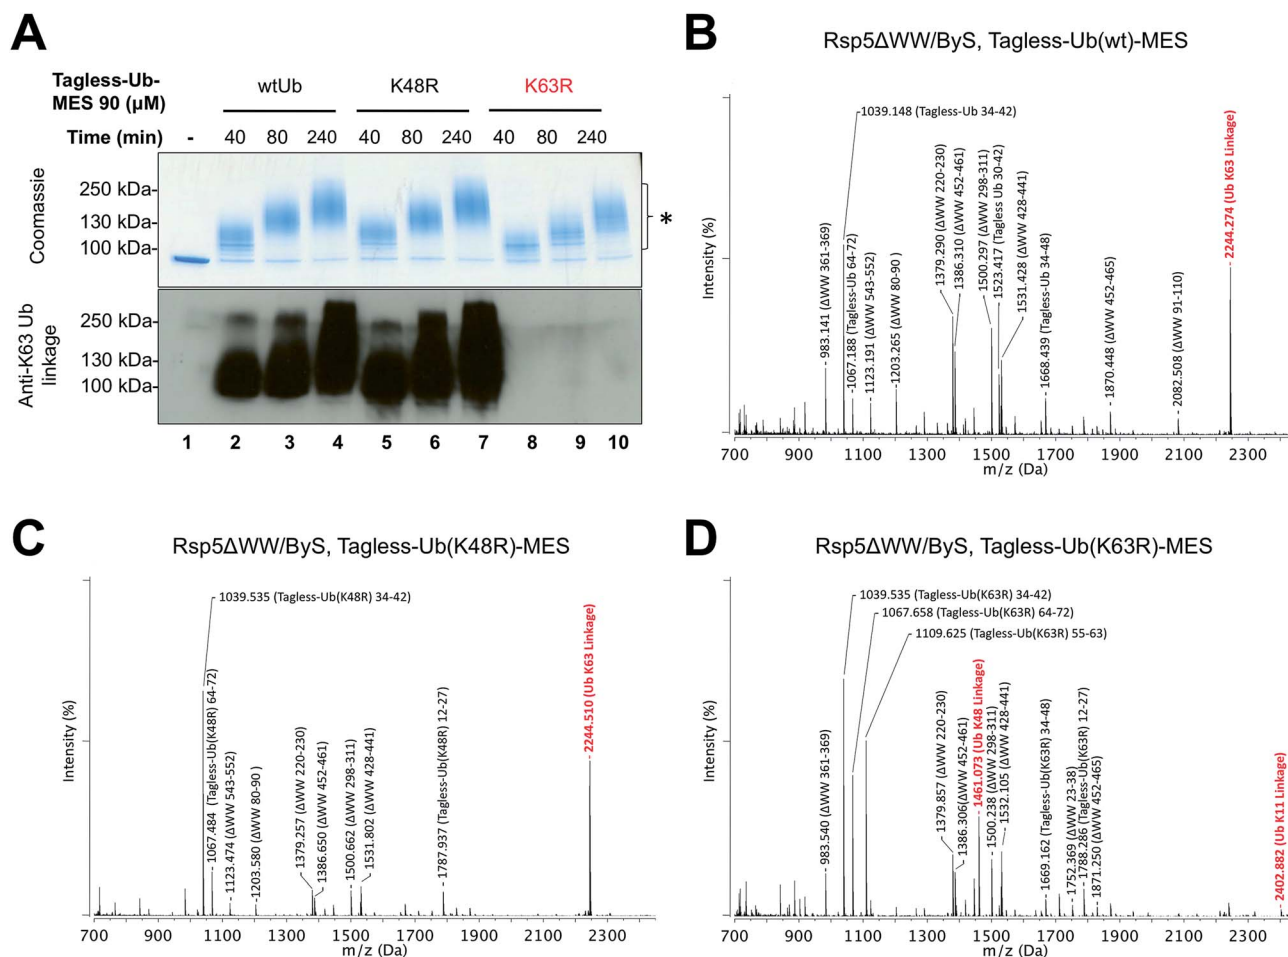 A
Tagless-Ub-
MES 90 (µM)
wtUb
K48R
K63R
Time (min)
-
40
80
240
40
80
240
40
80
240
Coomassie
250 kDa-
130 kDa-
100 kDa-
*
Anti-K63 Ub
linkage
250 kDa-
130 kDa-
100 kDa-
1
2
3
4
5
6
7
8
9
10
B
Rsp5ΔWW/ByS, Tagless-Ub(wt)-MES
Intensity (%)
983.141 (ΔWW 361-369)
1039.148 (Tagless-Ub 34-42)
1067.188 (Tagless-Ub 64-72)
1123.191 (ΔWW 543-552)
1203.265 (ΔWW 80-90 )
1379.290 (ΔWW 220-230)
1386.310 (ΔWW 452-461)
1500.297 (ΔWW 298-311)
1523.417 (Tagless Ub 30-42)
1531.428 (ΔWW 428-441)
1668.439 (Tagless-Ub 34-48)
1870.448 (ΔWW 452-465)
2082.508 (ΔWW 91-110)
2244.274 (Ub K63 Linkage)
700
900
1100
1300
1500
1700
1900
2100
2300
m/z (Da)
C
Rsp5ΔWW/ByS, Tagless-Ub(K48R)-MES
Intensity (%)
1039.535 (Tagless-Ub(K48R) 34-42)
1067.484 (Tagless-Ub(K48R) 64-72)
1123.474 (ΔWW 543-552)
1203.580 (ΔWW 80-90 )
1379.257 (ΔWW 220-230)
1386.650 (ΔWW 452-461)
1500.662 (ΔWW 298-311)
1531.802 (ΔWW 428-441)
1787.937 (Tagless-Ub(K48R) 12-27)
2244.510 (Ub K63 Linkage)
700
900
1100
1300
1500
1700
1900
2100
2300
m/z (Da)
D
Rsp5ΔWW/ByS, Tagless-Ub(K63R)-MES
Intensity (%)
983.540 (ΔWW 361-369)
1039.535 (Tagless-Ub(K63R) 34-42)
1067.658 (Tagless-Ub(K63R) 64-72)
1109.625 (Tagless-Ub(K63R) 55-63)
1379.857 (ΔWW 220-230)
1386.306(ΔWW 452-461)
1461.073 (Ub K48 Linkage)
1500.238 (ΔWW 298-311)
1532.105 (ΔWW 428-441)
1669.162 (Tagless-Ub(K63R) 34-48)
1752.369 (ΔWW 23-38)
1788.286 (Tagless-Ub(K63R) 12-27)
1871.250 (ΔWW 452-465)
2402.882 (Ub K11 Linkage)
700
900
1100
1300
1500
1700
1900
2100
2300
m/z (Da)